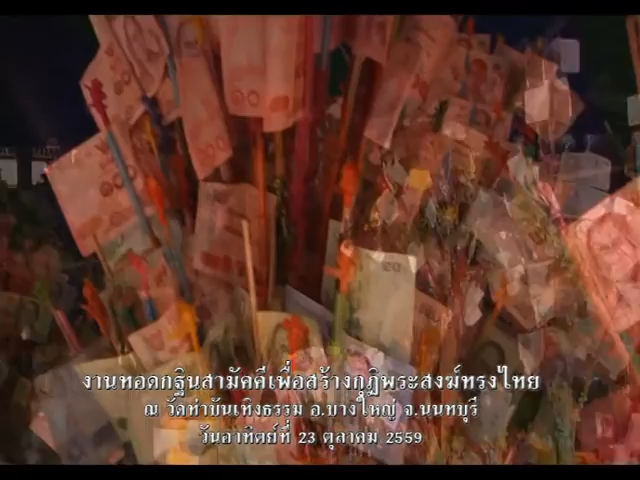 งานทอดกฐินสามัคคีเพื่อสร้างกุฏิพระสงฆ์ทรงไทย
ณ วัดท่าบันเทิงธรรม อ.บางใหญ่ จ.นนทบุรี
วันอาทิตย์ที่ 23 ตุลาคม 2559